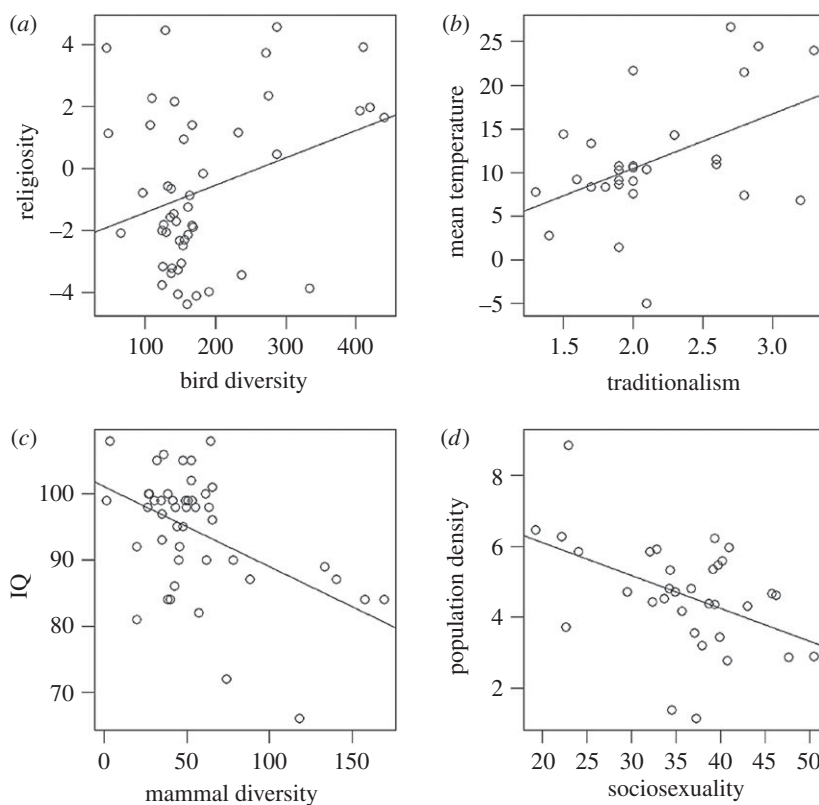 (a)
4
2
0
−2
−4
religiosity
100 200 300 400
bird diversity
(b)
25
20
15
10
5
0
−5
mean temperature
1.5 2.0 2.5 3.0
traditionalism
(c)
100
90
80
70
IQ
0 50 100 150
mammal diversity
(d)
8
6
4
2
population density
20 25 30 35 40 45 50
sociosexuality